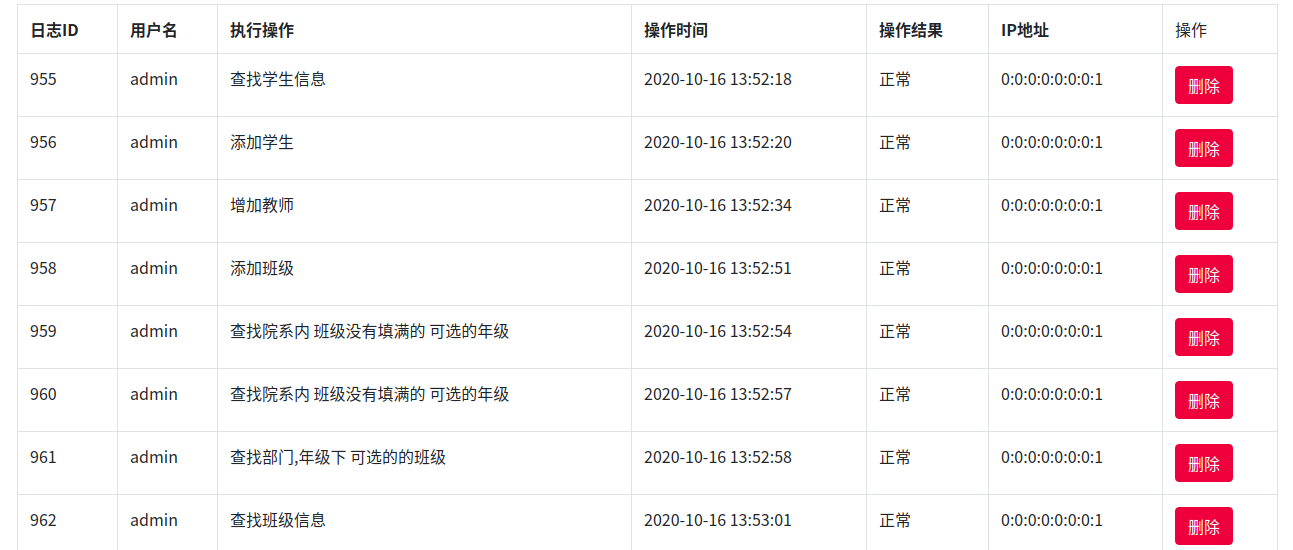 日志ID 用户名 执行操作 操作时间 操作结果 IP地址 操作
955 admin 查找学生信息 2020-10-16 13:52:18 正常 0:0:0:0:0:0:0:1 删除
956 admin 添加学生 2020-10-16 13:52:20 正常 0:0:0:0:0:0:0:1 删除
957 admin 增加教师 2020-10-16 13:52:34 正常 0:0:0:0:0:0:0:1 删除
958 admin 添加班级 2020-10-16 13:52:51 正常 0:0:0:0:0:0:0:1 删除
959 admin 查找院系内 班级没有填满的 可选的年级 2020-10-16 13:52:54 正常 0:0:0:0:0:0:0:1 删除
960 admin 查找院系内 班级没有填满的 可选的年级 2020-10-16 13:52:57 正常 0:0:0:0:0:0:0:1 删除
961 admin 查找部门,年级下 可选的的班级 2020-10-16 13:52:58 正常 0:0:0:0:0:0:0:1 删除
962 admin 查找班级信息 2020-10-16 13:53:01 正常 0:0:0:0:0:0:0:1 删除